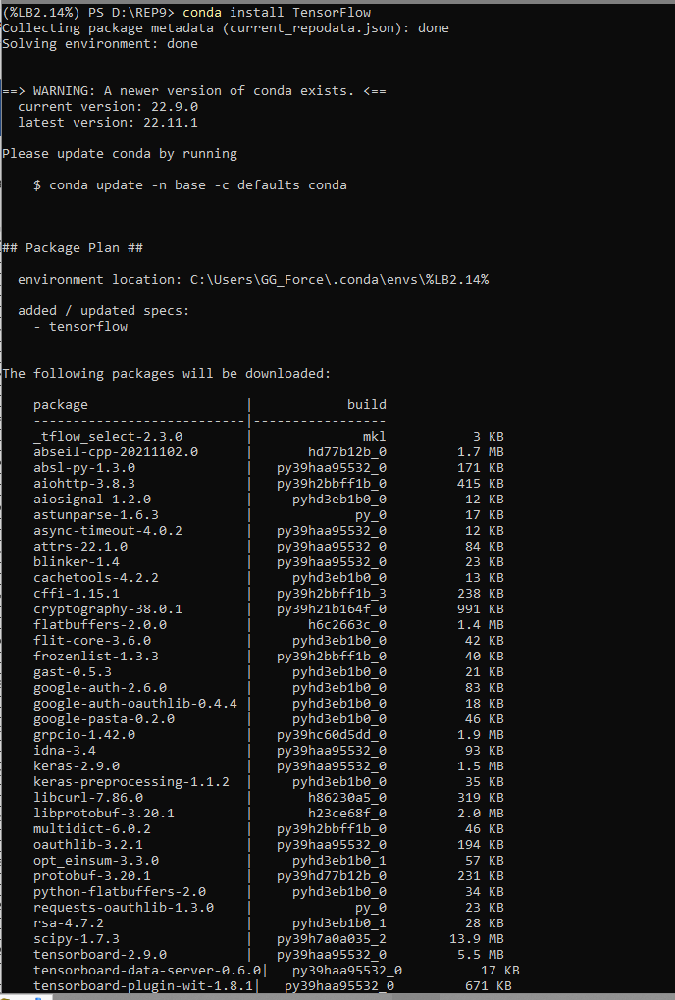 (%LB2.14%) PS D:\REP9> conda install TensorFlow
Collecting package metadata (current_repodata.json): done
Solving environment: done
==> WARNING: A newer version of conda exists. <==
current version: 22.9.0
latest version: 22.11.1
Please update conda by running
$ conda update -n base -c defaults conda
## Package Plan ##
environment location: C:\Users\GG_Force\.conda\envs\%LB2.14%
added / updated specs:
- tensorflow
The following packages will be downloaded:
package | build
---------------------------|-----------------
_tflow_select-2.3.0 | mkl 3 KB
abseil-cpp-20211102.0 | hd77b12b_0 1.7 MB
absl-py-1.3.0 | py39haa95532_0 171 KB
aiohttp-3.8.3 | py39h2bbff1b_0 415 KB
aiosignal-1.2.0 | pyhd3eb1b0_0 12 KB
astunparse-1.6.3 | py_0 17 KB
async-timeout-4.0.2 | py39haa95532_0 12 KB
attrs-22.1.0 | py39haa95532_0 84 KB
blinker-1.4 | py39haa95532_0 23 KB
cachetools-4.2.2 | pyhd3eb1b0_0 13 KB
cffi-1.15.1 | py39h2bbff1b_3 238 KB
cryptography-38.0.1 | py39h21b164f_0 991 KB
flatbuffers-2.0.0 | h6c2663c_0 1.4 MB
flit-core-3.6.0 | pyhd3eb1b0_0 42 KB
frozenlist-1.3.3 | py39h2bbff1b_0 40 KB
gast-0.5.3 | pyhd3eb1b0_0 21 KB
google-auth-2.6.0 | pyhd3eb1b0_0 83 KB
google-auth-oauthlib-0.4.4 | pyhd3eb1b0_0 18 KB
google-pasta-0.2.0 | pyhd3eb1b0_0 46 KB
grpcio-1.42.0 | py39hc60d5dd_0 1.9 MB
idna-3.4 | py39haa95532_0 93 KB
keras-2.9.0 | py39haa95532_0 1.5 MB
keras-preprocessing-1.1.2 | pyhd3eb1b0_0 35 KB
libcurl-7.86.0 | h86230a5_0 319 KB
libprotobuf-3.20.1 | h23ce68f_0 2.0 MB
multidict-6.0.2 | py39h2bbff1b_0 46 KB
oauthlib-3.2.1 | py39haa95532_0 194 KB
opt_einsum-3.3.0 | pyhd3eb1b0_1 57 KB
protobuf-3.20.1 | py39hd77b12b_0 231 KB
python-flatbuffers-2.0 | pyhd3eb1b0_0 34 KB
requests-oauthlib-1.3.0 | py_0 23 KB
rsa-4.7.2 | pyhd3eb1b0_1 28 KB
scipy-1.7.3 | py39h7a0a035_2 13.9 MB
tensorboard-2.9.0 | py39haa95532_0 5.5 MB
tensorboard-data-server-0.6.0| py39haa95532_0 17 KB
tensorboard-plugin-wit-1.8.1| py39haa95532_0 671 KB